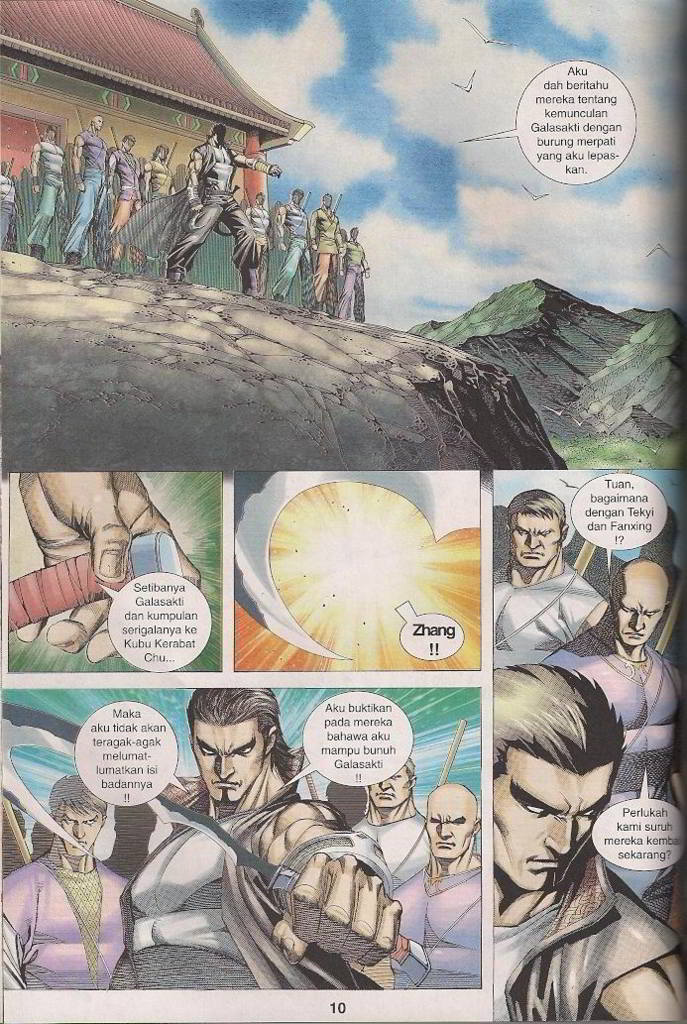 Aku
dah beritahu
mereka tentang
kemunculan
Galasakti dengan
burung merpati
yang aku lepas-
kan.
Setibanya
Galasakti
dan kumpulan
serigalanya ke
Kubu Kerabat
Chu...
Zhang
!!
Tuan,
bagaimana
dengan Tekyi
dan Fanxing
!?
Maka
aku tidak akan
teragak-agak
melumat-
lumatkan isi
badannya
!!
Aku buktikan
pada mereka
bahawa aku
mampu bunuh
Galasakti
!!
Perlukah
kami suruh
mereka kemba
sekarang?
10